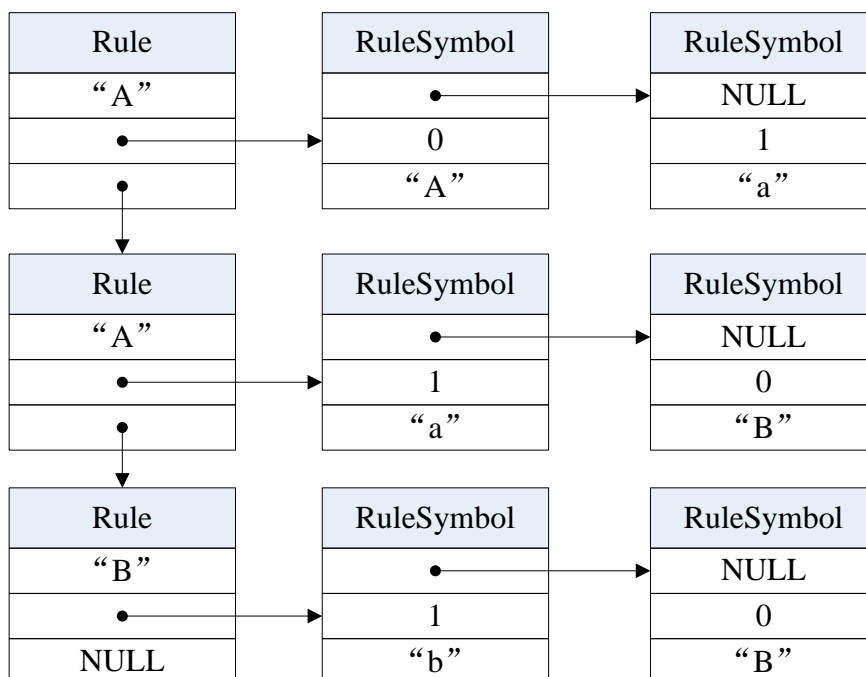 Rule RuleSymbol RuleSymbol
“A” NULL
0 1
“A” “a”
Rule RuleSymbol RuleSymbol
“A” NULL
1 0
“a” “B”
Rule RuleSymbol RuleSymbol
“B” NULL
1 0
NULL “b” “B”